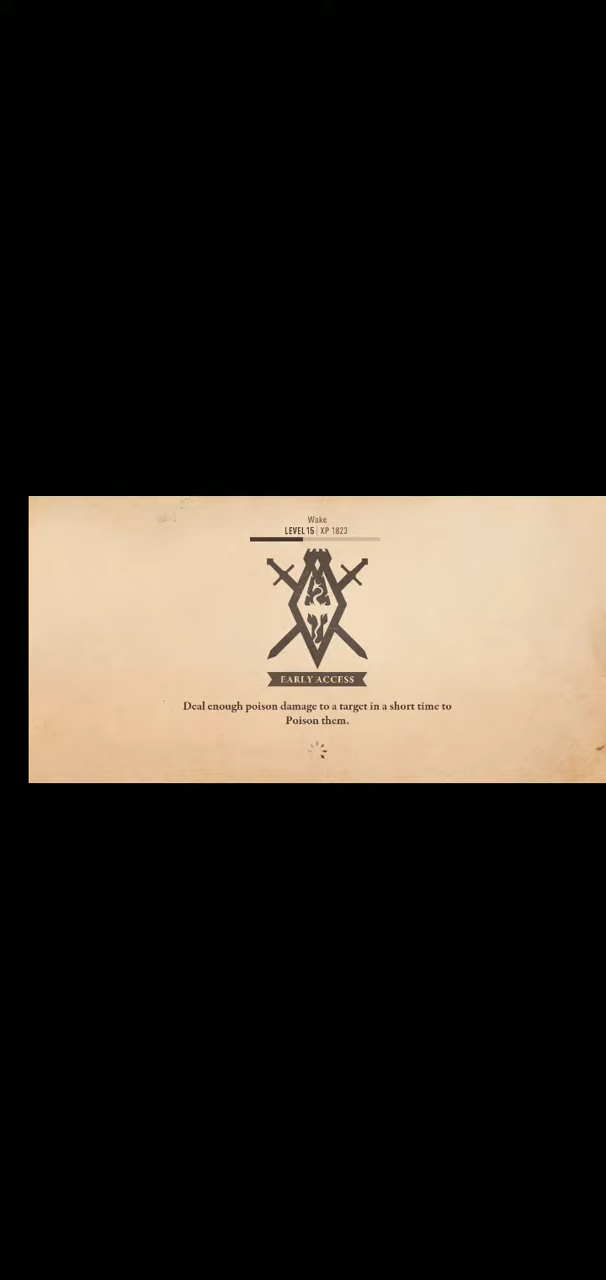 Wake
LEVEL 15 | XP 1823
EARLY ACCESS
Deal enough poison damage to a target in a short time to
Poison them.